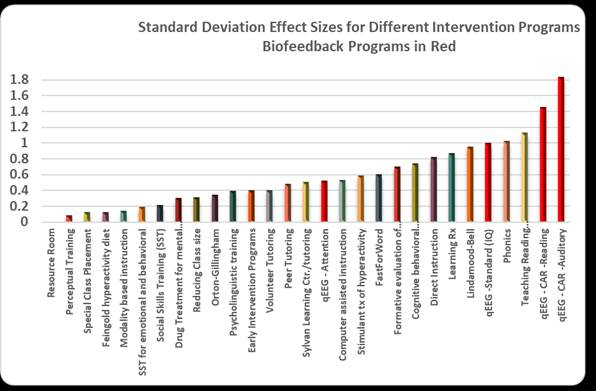 Standard Deviation Effect Sizes for Different Intervention Programs
Biofeedback Programs in Red
1.8
1.6
1.4
1.2
1
0.8
0.6
0.4
0.2
0
Resource Room
Perceptual Training
Special Class Placement
Feingold hyperactivity diet
Modality based instruction
SST for emotional and behavioral
Social Skills Training (SST)
Drug Treatment for mental...
Reducing Class size
Orton-Gillingham
Psycholinguistic training
Early Intervention Programs
Volunteer Tutoring
Peer Tutoring
Sylvan Learning Ctr./tutoring
qEEG - Attention
Computer assisted instruction
Stimulant tx of hyperactivity
FastForWord
Formative evaluation of...
Cognitive behavioral...
Direct Instruction
Learning Rx
Lindamood-Bell
qEEG -Standard (IQ)
Phonics
Teaching Reading...
qEEG - CAR -Reading
qEEG - CAR -Auditory